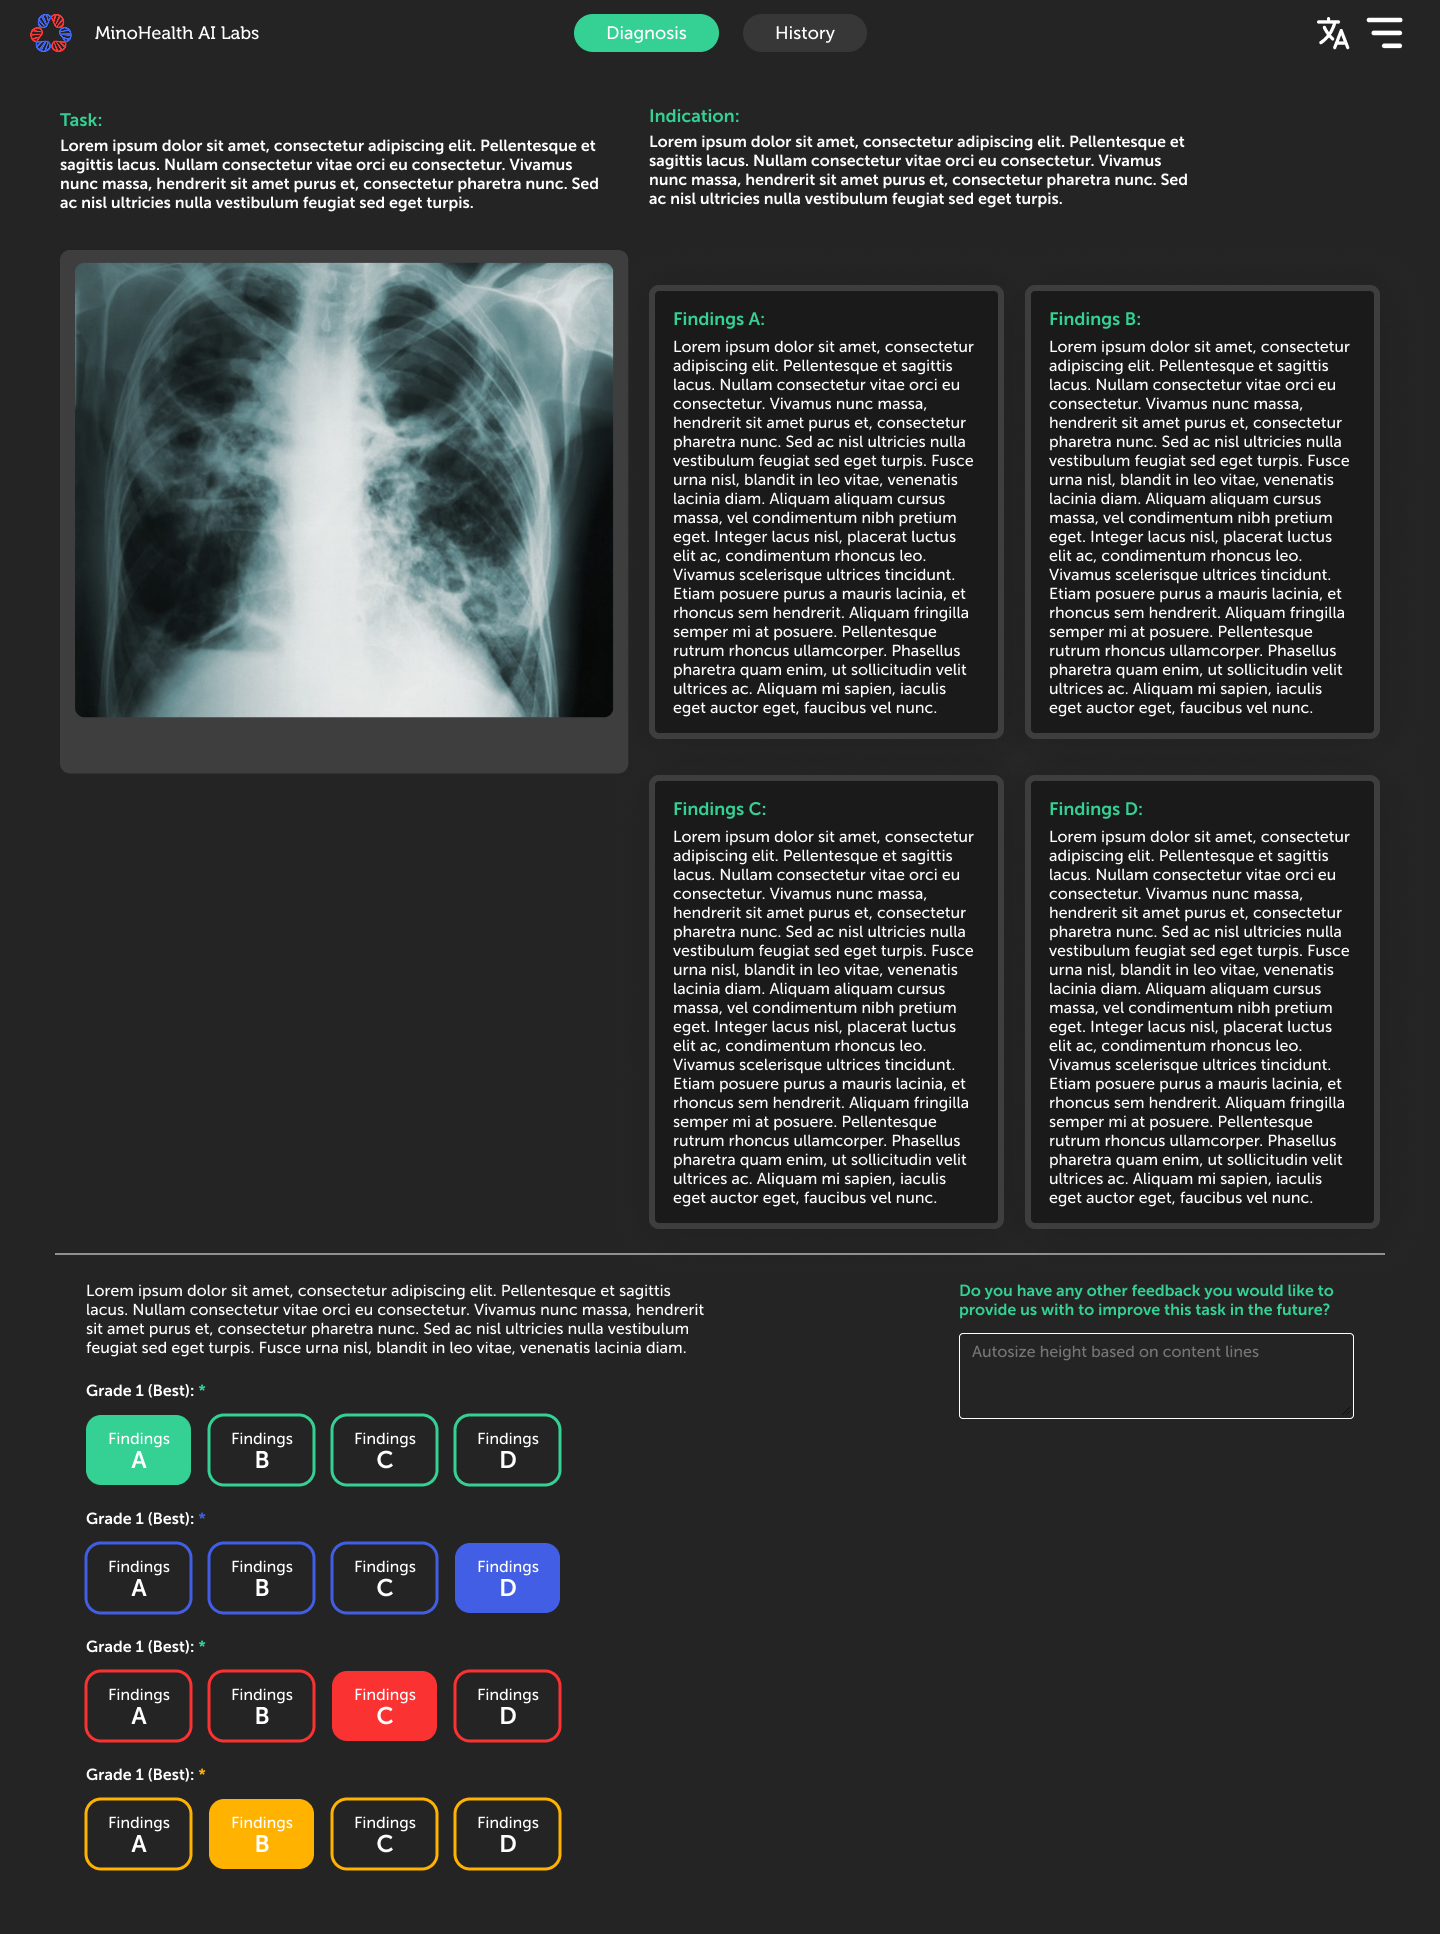 MinoHealth AI Labs
Diagnosis
History
Task:
Lorem ipsum dolor sit amet, consectetur adipiscing elit. Pellentesque et
sagittis lacus. Nullam consectetur vitae orci eu consectetur. Vivamus
nunc massa, hendrerit sit amet purus et, consectetur pharetra nunc. Sed
ac nisl ultricies nulla vestibulum feugiat sed eget turpis.
Indication:
Lorem ipsum dolor sit amet, consectetur adipiscing elit. Pellentesque et
sagittis lacus. Nullam consectetur vitae orci eu consectetur. Vivamus
nunc massa, hendrerit sit amet purus et, consectetur pharetra nunc. Sed
ac nisl ultricies nulla vestibulum feugiat sed eget turpis.
Findings A:
Lorem ipsum dolor sit amet, consectetur
adipiscing elit. Pellentesque et sagittis
lacus. Nullam consectetur vitae orci eu
consectetur. Vivamus nunc massa,
hendrerit sit amet purus et, consectetur
pharetra nunc. Sed ac nisl ultricies nulla
vestibulum feugiat sed eget turpis. Fusce
urna nisl, blandit in leo vitae, venenatis
lacinia diam. Aliquam aliquam cursus
massa, vel condimentum nibh pretium
eget. Integer lacus nisl, placerat luctus
elit ac, condimentum rhoncus leo.
Vivamus scelerisque ultrices tincidunt.
Etiam posuere purus a mauris lacinia, et
rhoncus sem hendrerit. Aliquam fringilla
semper mi at posuere. Pellentesque
rutrum rhoncus ullamcorper. Phasellus
pharetra quam enim, ut sollicitudin velit
ultrices ac. Aliquam mi sapien, iaculis
eget auctor eget, faucibus vel nunc.
Findings B:
Lorem ipsum dolor sit amet, consectetur
adipiscing elit. Pellentesque et sagittis
lacus. Nullam consectetur vitae orci eu
consectetur. Vivamus nunc massa,
hendrerit sit amet purus et, consectetur
pharetra nunc. Sed ac nisl ultricies nulla
vestibulum feugiat sed eget turpis. Fusce
urna nisl, blandit in leo vitae, venenatis
lacinia diam. Aliquam aliquam cursus
massa, vel condimentum nibh pretium
eget. Integer lacus nisl, placerat luctus
elit ac, condimentum rhoncus leo.
Vivamus scelerisque ultrices tincidunt.
Etiam posuere purus a mauris lacinia, et
rhoncus sem hendrerit. Aliquam fringilla
semper mi at posuere. Pellentesque
rutrum rhoncus ullamcorper. Phasellus
pharetra quam enim, ut sollicitudin velit
ultrices ac. Aliquam mi sapien, iaculis
eget auctor eget, faucibus vel nunc.
Findings C:
Lorem ipsum dolor sit amet, consectetur
adipiscing elit. Pellentesque et sagittis
lacus. Nullam consectetur vitae orci eu
consectetur. Vivamus nunc massa,
hendrerit sit amet purus et, consectetur
pharetra nunc. Sed ac nisl ultricies nulla
vestibulum feugiat sed eget turpis. Fusce
urna nisl, blandit in leo vitae, venenatis
lacinia diam. Aliquam aliquam cursus
massa, vel condimentum nibh pretium
eget. Integer lacus nisl, placerat luctus
elit ac, condimentum rhoncus leo.
Vivamus scelerisque ultrices tincidunt.
Etiam posuere purus a mauris lacinia, et
rhoncus sem hendrerit. Aliquam fringilla
semper mi at posuere. Pellentesque
rutrum rhoncus ullamcorper. Phasellus
pharetra quam enim, ut sollicitudin velit
ultrices ac. Aliquam mi sapien, iaculis
eget auctor eget, faucibus vel nunc.
Findings D:
Lorem ipsum dolor sit amet, consectetur
adipiscing elit. Pellentesque et sagittis
lacus. Nullam consectetur vitae orci eu
consectetur. Vivamus nunc massa,
hendrerit sit amet purus et, consectetur
pharetra nunc. Sed ac nisl ultricies nulla
vestibulum feugiat sed eget turpis. Fusce
urna nisl, blandit in leo vitae, venenatis
lacinia diam. Aliquam aliquam cursus
massa, vel condimentum nibh pretium
eget. Integer lacus nisl, placerat luctus
elit ac, condimentum rhoncus leo.
Vivamus scelerisque ultrices tincidunt.
Etiam posuere purus a mauris lacinia, et
rhoncus sem hendrerit. Aliquam fringilla
semper mi at posuere. Pellentesque
rutrum rhoncus ullamcorper. Phasellus
pharetra quam enim, ut sollicitudin velit
ultrices ac. Aliquam mi sapien, iaculis
eget auctor eget, faucibus vel nunc.
Lorem ipsum dolor sit amet, consectetur adipiscing elit. Pellentesque et sagittis
lacus. Nullam consectetur vitae orci eu consectetur. Vivamus nunc massa, hendrerit
sit amet purus et, consectetur pharetra nunc. Sed ac nisl ultricies nulla vestibulum
feugiat sed eget turpis. Fusce urna nisl, blandit in leo vitae, venenatis lacinia diam.
Grade 1 (Best): *
Findings
A
Findings
B
Findings
C
Findings
D
Grade 1 (Best): *
Findings
A
Findings
B
Findings
C
Findings
D
Grade 1 (Best): *
Findings
A
Findings
B
Findings
C
Findings
D
Grade 1 (Best): *
Findings
A
Findings
B
Findings
C
Findings
D
Do you have any other feedback you would like to
provide us with to improve this task in the future?
Autosize height based on content lines